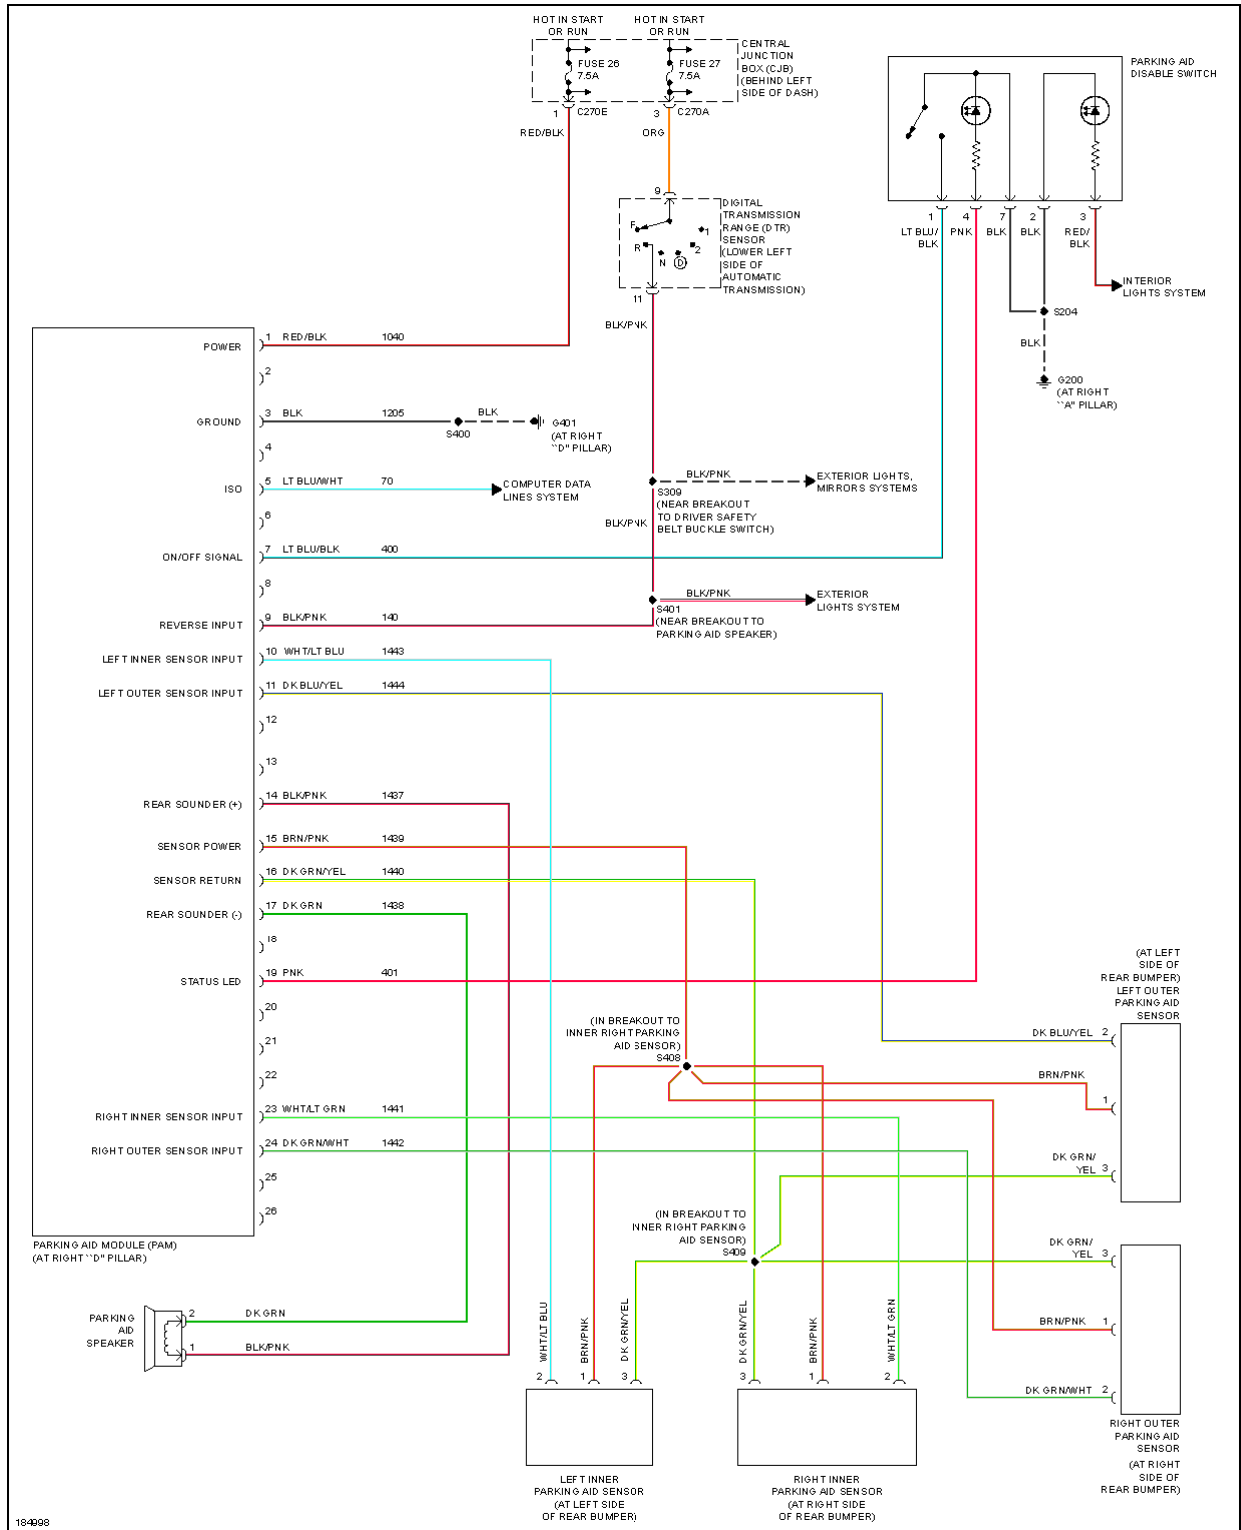 HOT IN START
OR RUN
HOT IN START
OR RUN
FUSE 26
7.5A
FUSE 27
7.5A
CENTRAL
JUNCTION
BOX (CJB)
(BEHIND LEFT
SIDE OF DASH)
1
C270E
3
C270A
RED/BLK
ORG
PARKING AID
DISABLE SWITCH
1
4
7
2
3
LT BLU/
BLK
PNK
BLK
BLK
RED/
BLK
INTERIOR
LIGHTS SYSTEM
S204
BLK
G200
(AT RIGHT
``A" PILLAR)
9
P
R
N
D
2
1
DIGITAL
TRANSMISSION
RANGE (DTR)
SENSOR
(LOWER LEFT
SIDE OF
AUTOMATIC
TRANSMISSION)
11
BLK/PNK
BLK/PNK
EXTERIOR LIGHTS,
MIRRORS SYSTEMS
S309
(NEAR BREAKOUT
TO DRIVER SAFETY
BELT BUCKLE SWITCH)
BLK/PNK
BLK/PNK
EXTERIOR
LIGHTS SYSTEM
S401
(NEAR BREAKOUT TO
PARKING AID SPEAKER)
POWER
1 RED/BLK 1040
2
GROUND
3 BLK 1205
BLK
S400
G401
(AT RIGHT
``D" PILLAR)
4
ISO
5 LT BLU/WHT 70
COMPUTER DATA
LINES SYSTEM
6
ON/OFF SIGNAL
7 LT BLU/BLK 400
8
REVERSE INPUT
9 BLK/PNK 140
LEFT INNER SENSOR INPUT
10 WHT/LT BLU 1443
LEFT OUTER SENSOR INPUT
11 DK BLU/YEL 1444
12
13
REAR SOUNDER (+)
14 BLK/PNK 1437
SENSOR POWER
15 BRN/PNK 1439
SENSOR RETURN
16 DK GRN/YEL 1440
REAR SOUNDER (-)
17 DK GRN 1438
18
STATUS LED
19 PNK 401
20
21
22
RIGHT INNER SENSOR INPUT
23 WHT/LT GRN 1441
RIGHT OUTER SENSOR INPUT
24 DK GRN/WHT 1442
25
26
PARKING AID MODULE (PAM)
(AT RIGHT ``D" PILLAR)
(IN BREAKOUT TO
INNER RIGHT PARKING
AID SENSOR)
S408
(IN BREAKOUT TO
INNER RIGHT PARKING
AID SENSOR)
S409
(AT LEFT
SIDE OF
REAR BUMPER)
LEFT OUTER
PARKING AID
SENSOR
DK BLU/YEL 2
BRN/PNK
1
DK GRN/
YEL 3
DK GRN/
YEL 3
BRN/PNK 1
DK GRN/WHT 2
RIGHT OUTER
PARKING AID
SENSOR
(AT RIGHT
SIDE OF
REAR BUMPER)
PARKING
AID
SPEAKER
2 DK GRN
1 BLK/PNK
WHT/LT BLU
BRN/PNK
DK GRN/YEL
DK GRN/YEL
BRN/PNK
WHT/LT GRN
2
1
3
3
1
2
LEFT INNER
PARKING AID SENSOR
(AT LEFT SIDE
OF REAR BUMPER)
RIGHT INNER
PARKING AID SENSOR
(AT RIGHT SIDE
OF REAR BUMPER)
184998